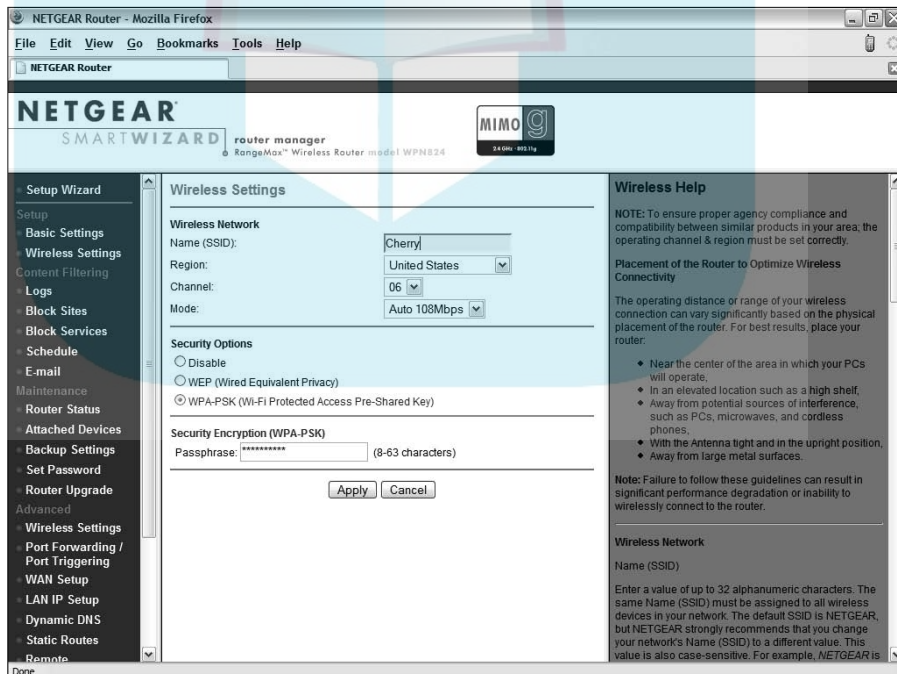 NETGEAR Router - Mozilla Firefox
File Edit View Go Bookmarks Tools Help
NETGEAR Router
NETGEAR
SMARTWIZARD router manager
RangeMax™ Wireless Router model WPN824
MIMO g
2.4 GHz · 802.11g
Setup Wizard
Setup
Basic Settings
Wireless Settings
Content Filtering
Logs
Block Sites
Block Services
Schedule
E-mail
Maintenance
Router Status
Attached Devices
Backup Settings
Set Password
Router Upgrade
Advanced
Wireless Settings
Port Forwarding /
Port Triggering
WAN Setup
LAN IP Setup
Dynamic DNS
Static Routes
Remote
Wireless Settings
Wireless Network
Name (SSID): Cherry
Region: United States
Channel: 06
Mode: Auto 108Mbps
Security Options
Disable
WEP (Wired Equivalent Privacy)
WPA-PSK (Wi-Fi Protected Access Pre-Shared Key)
Security Encryption (WPA-PSK)
Passphrase: ********** (8-63 characters)
Apply Cancel
Wireless Help
NOTE: To ensure proper agency compliance and
compatibility between similar products in your area; the
operating channel & region must be set correctly.
Placement of the Router to Optimize Wireless
Connectivity
The operating distance or range of your wireless
connection can vary significantly based on the physical
placement of the router. For best results, place your
router:
Near the center of the area in which your PCs
will operate,
In an elevated location such as a high shelf,
Away from potential sources of interference,
such as PCs, microwaves, and cordless
phones,
With the Antenna tight and in the upright position,
Away from large metal surfaces.
Note: Failure to follow these guidelines can result in
significant performance degradation or inability to
wirelessly connect to the router.
Wireless Network
Name (SSID)
Enter a value of up to 32 alphanumeric characters. The
same Name (SSID) must be assigned to all wireless
devices in your network. The default SSID is NETGEAR,
but NETGEAR strongly recommends that you change
your network's Name (SSID) to a different value. This
value is also case-sensitive. For example, NETGEAR is
Done